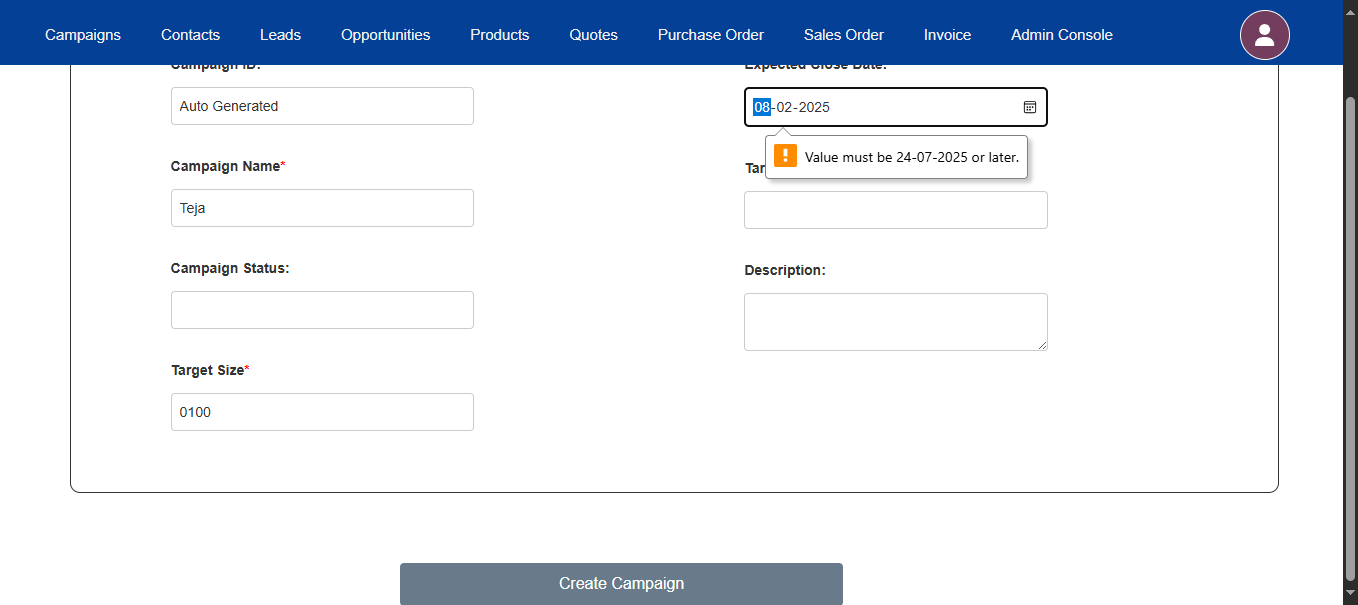 Campaigns Contacts Leads Opportunities Products Quotes Purchase Order Sales Order Invoice Admin Console
Campaign ID:
Auto Generated
Campaign Name*
Teja
Campaign Status:
Target Size*
0100
Expected Close Date:
08-02-2025
Value must be 24-07-2025 or later.
Description:
Create Campaign